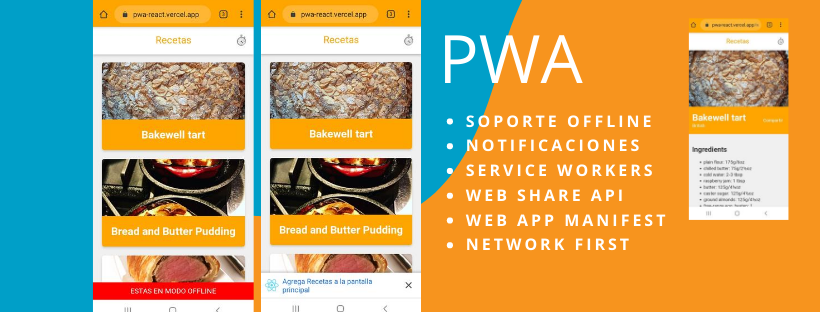 pwa-react.vercel.app
3
Recetas
Bakewell tart
Bread and Butter Pudding
ESTAS EN MODO OFFLINE
pwa-react.vercel.app
3
Recetas
Bakewell tart
Bread and Butter Pudding
Agrega Recetas a la pantalla
principal
PWA
SOPORTE OFFLINE
NOTIFICACIONES
SERVICE WORKERS
WEB SHARE API
WEB APP MANIFEST
NETWORK FIRST
pwa-react.vercel.app/
Recetas
Bakewell tart
Ingredients
plain flour: 175g/6oz
chilled butter: 75g/2½oz
cold water: 2-3 tbsp
raspberry jam: 1 tbsp
butter: 125g/4½oz
caster sugar: 125g/4½oz
ground almonds: 125g/4½oz